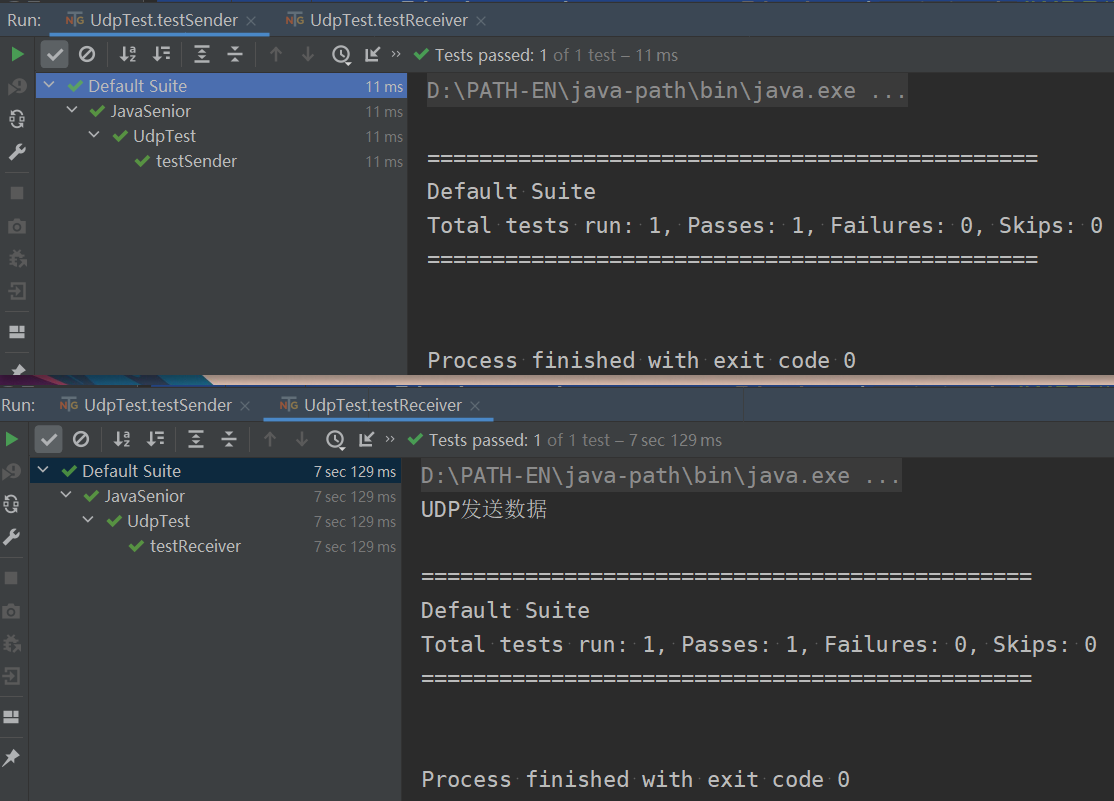 Run: UdpTest.testSender × UdpTest.testReceiver ×
Tests passed: 1 of 1 test – 11 ms
Default Suite 11 ms
JavaSenior 11 ms
UdpTest 11 ms
testSender 11 ms
D:\PATH-EN\java-path\bin\java.exe ...
===============================================
Default Suite
Total tests run: 1, Passes: 1, Failures: 0, Skips: 0
===============================================
Process finished with exit code 0
Run: UdpTest.testSender × UdpTest.testReceiver ×
Tests passed: 1 of 1 test – 7 sec 129 ms
Default Suite 7 sec 129 ms
JavaSenior 7 sec 129 ms
UdpTest 7 sec 129 ms
testReceiver 7 sec 129 ms
D:\PATH-EN\java-path\bin\java.exe ...
UDP发送数据
===============================================
Default Suite
Total tests run: 1, Passes: 1, Failures: 0, Skips: 0
===============================================
Process finished with exit code 0